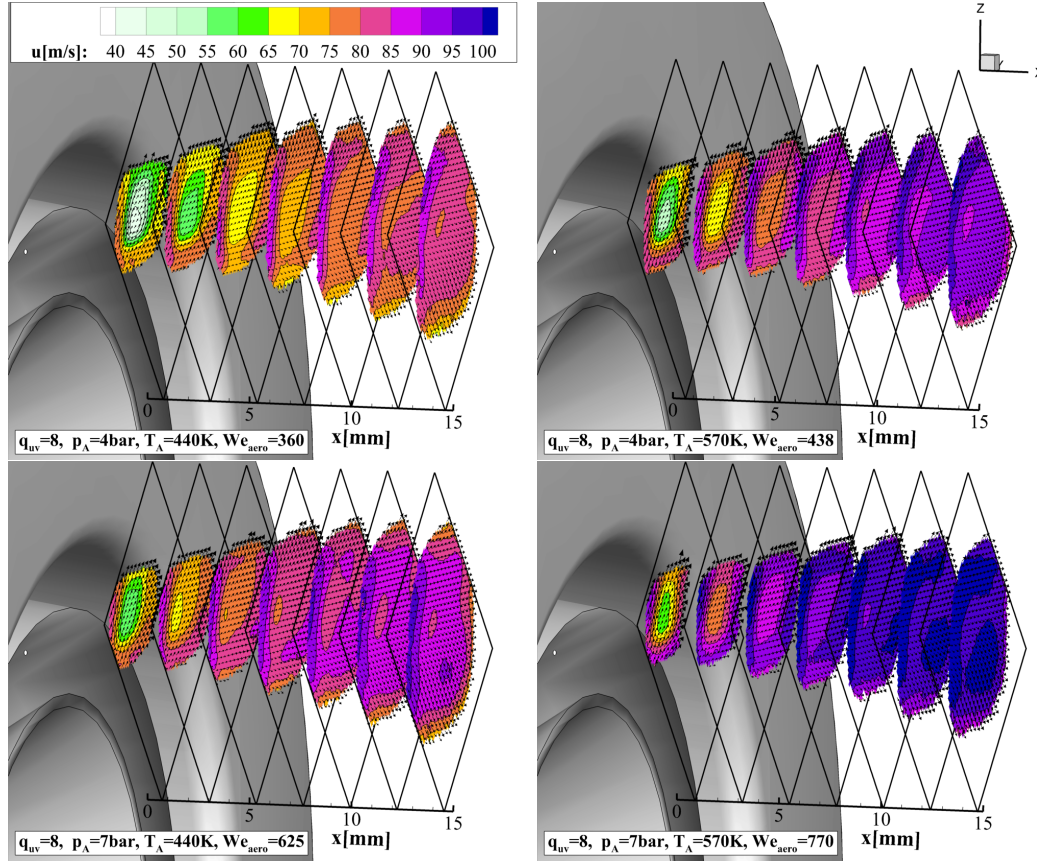 u[m/s]: 40 45 50 55 60 65 70 75 80 85 90 95 100
Z
X
0 5 10 15
x[mm]
q_uv=8, p_A=4bar, T_A=440K, We_aero=360
0 5 10 15
x[mm]
q_uv=8, p_A=4bar, T_A=570K, We_aero=438
0 5 10 15
x[mm]
q_uv=8, p_A=7bar, T_A=440K, We_aero=625
0 5 10 15
x[mm]
q_uv=8, p_A=7bar, T_A=570K, We_aero=770